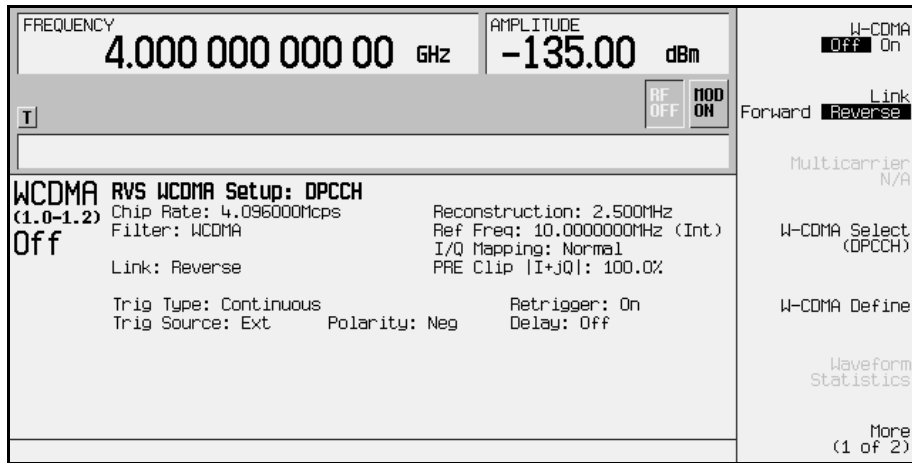 FREQUENCY
4.000 000 000 00 GHz
AMPLITUDE
-135.00 dBm
RF OFF
MOD ON
T
WCDMA
(1.0-1.2)
Off
RVS WCDMA Setup: DPCCH
Chip Rate: 4.096000Mcps
Reconstruction: 2.500MHz
Filter: WCDMA
Ref Freq: 10.0000000MHz (Int)
I/Q Mapping: Normal
Link: Reverse
PRE Clip |I+jQ|: 100.0%
Trig Type: Continuous
Retrigger: On
Trig Source: Ext
Polarity: Neg
Delay: Off
W-CDMA
Off On
Link
Forward Reverse
Multicarrier
N/A
W-CDMA Select
(DPCCH)
W-CDMA Define
Waveform
Statistics
More
(1 of 2)